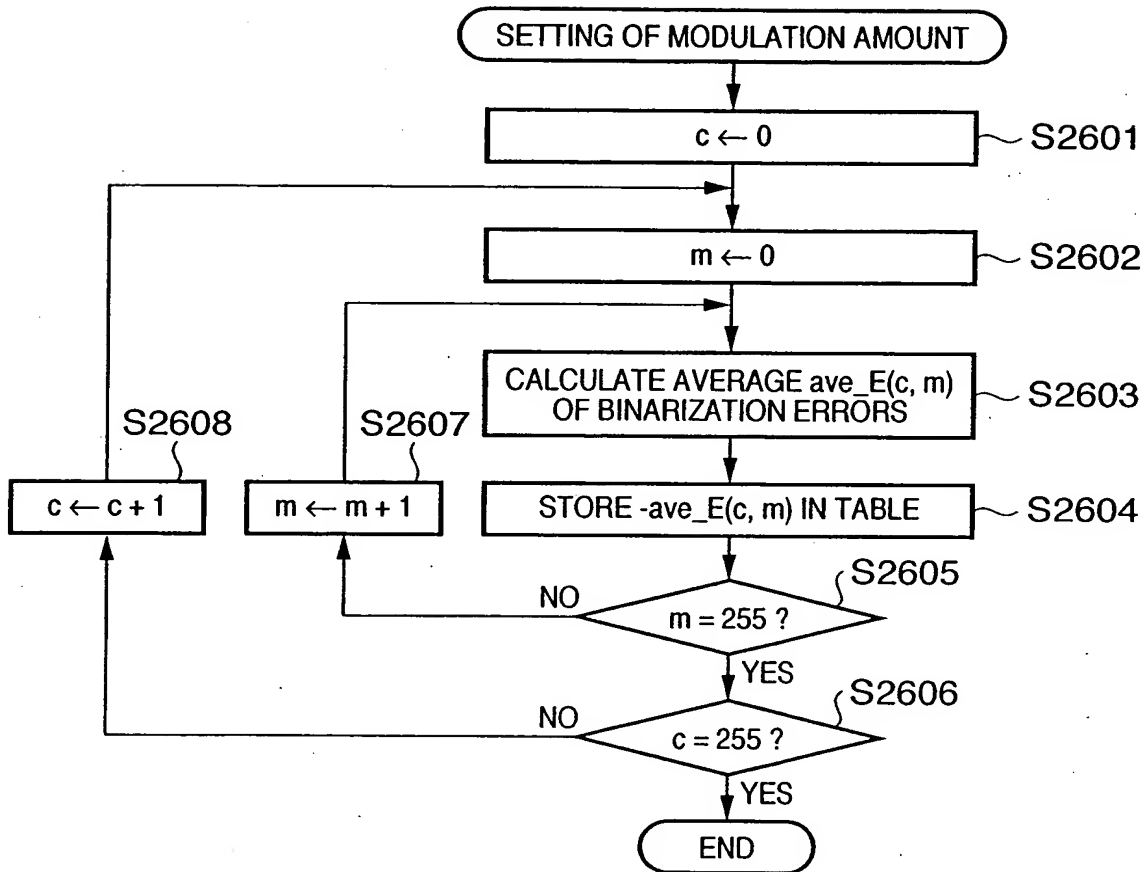 SETTING OF MODULATION AMOUNT
c ← 0
S2601
m ← 0
S2602
CALCULATE AVERAGE ave_E(c, m)
OF BINARIZATION ERRORS
S2603
S2608
S2607
c ← c + 1
m ← m + 1
STORE -ave_E(c, m) IN TABLE
S2604
S2605
NO
m = 255 ?
YES
S2606
NO
c = 255 ?
YES
END